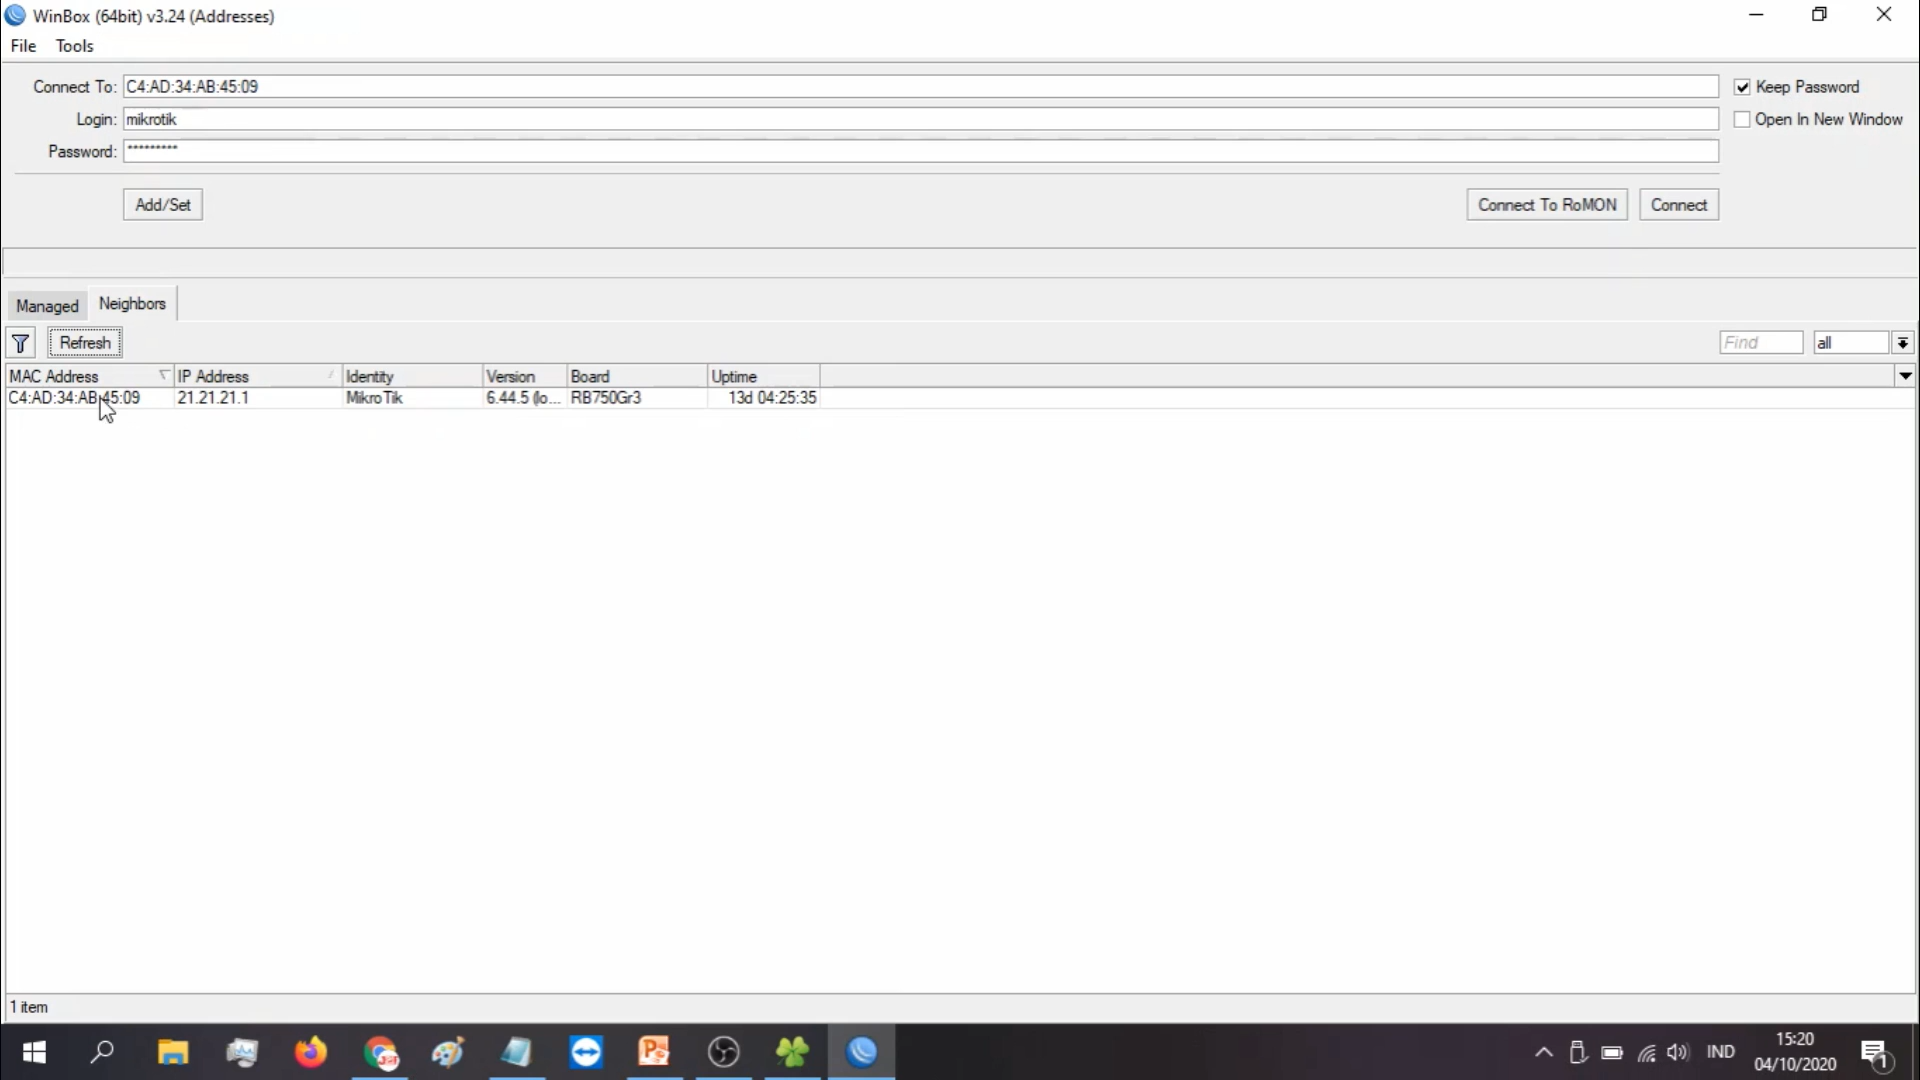 WinBox (64bit) v3.24 (Addresses)
File Tools
Connect To: C4:AD:34:AB:45:09
Keep Password
Login: mikrotik
Open In New Window
Password: *********
Add/Set
Connect To RoMON
Connect
Managed
Neighbors
Refresh
Find
all
MAC Address IP Address Identity Version Board Uptime
C4:AD:34:AB:45:09 21.21.21.1 MikroTik 6.44.5 (lo... RB750Gr3 13d 04:25:35
1 item
IND
15:20
04/10/2020
1